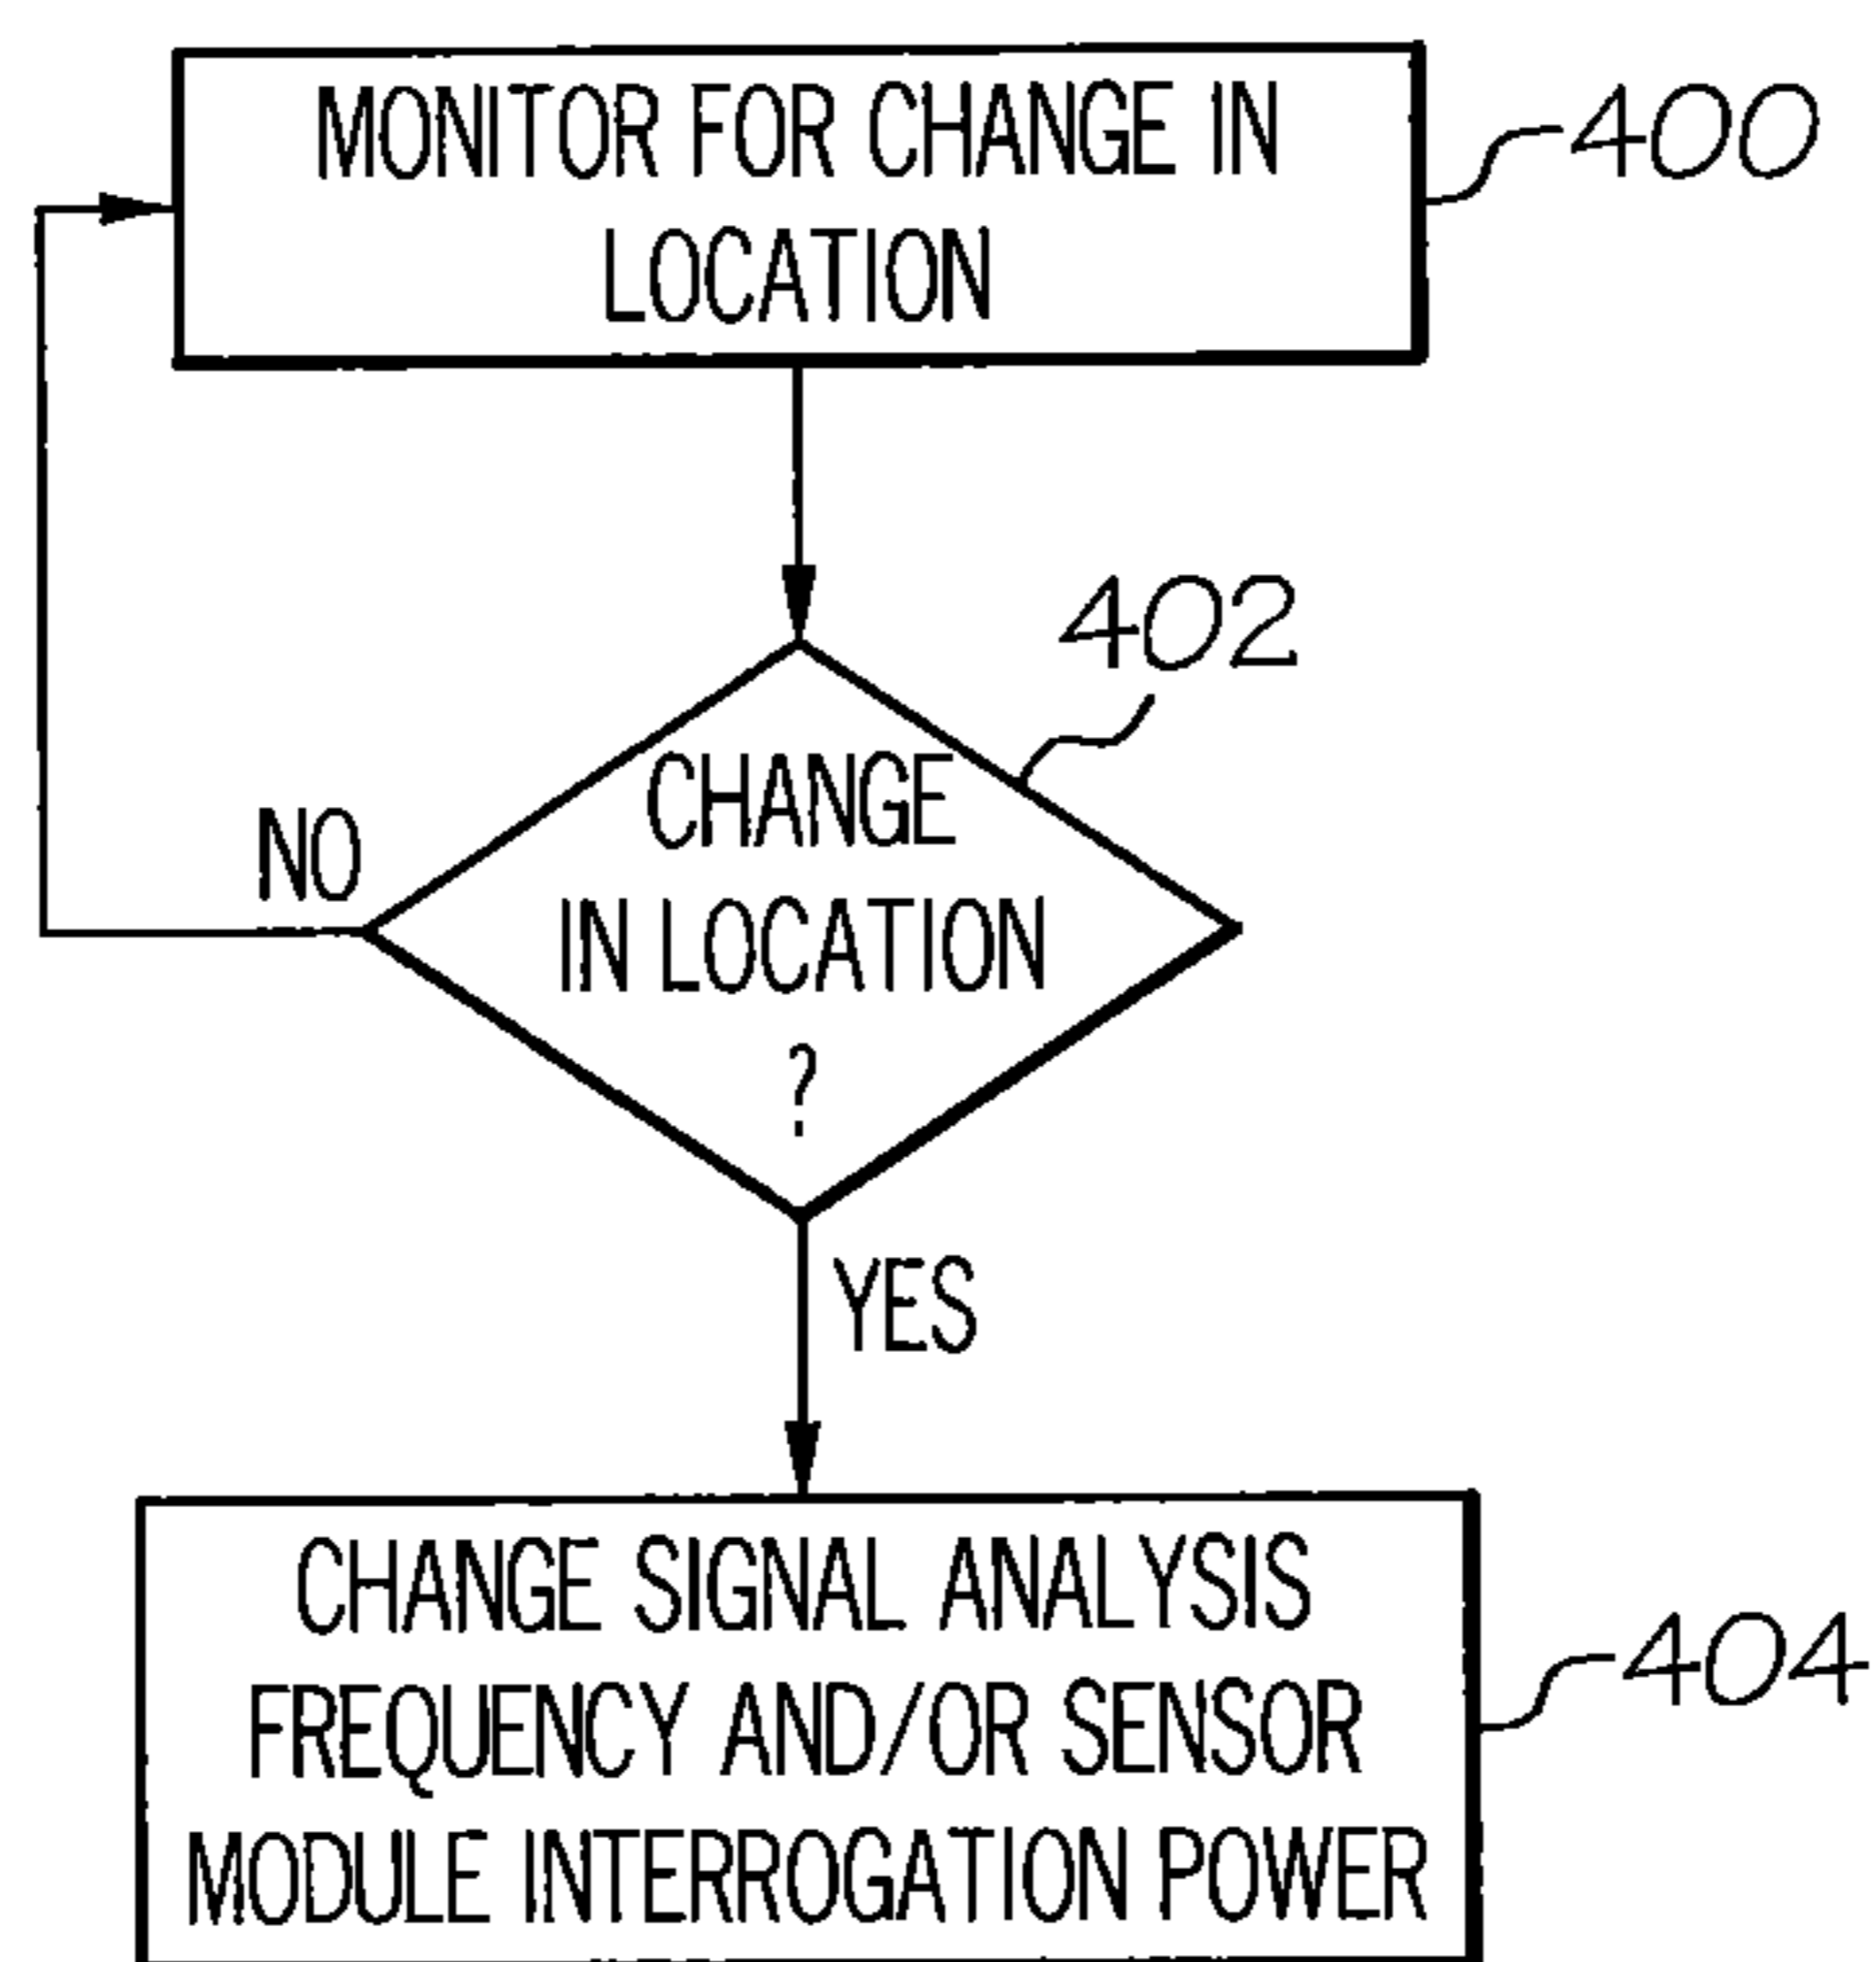 MONITOR FOR CHANGE IN
LOCATION
400
402
CHANGE
IN LOCATION
?
NO
YES
CHANGE SIGNAL ANALYSIS
FREQUENCY AND/OR SENSOR
MODULE INTERROGATION POWER
404